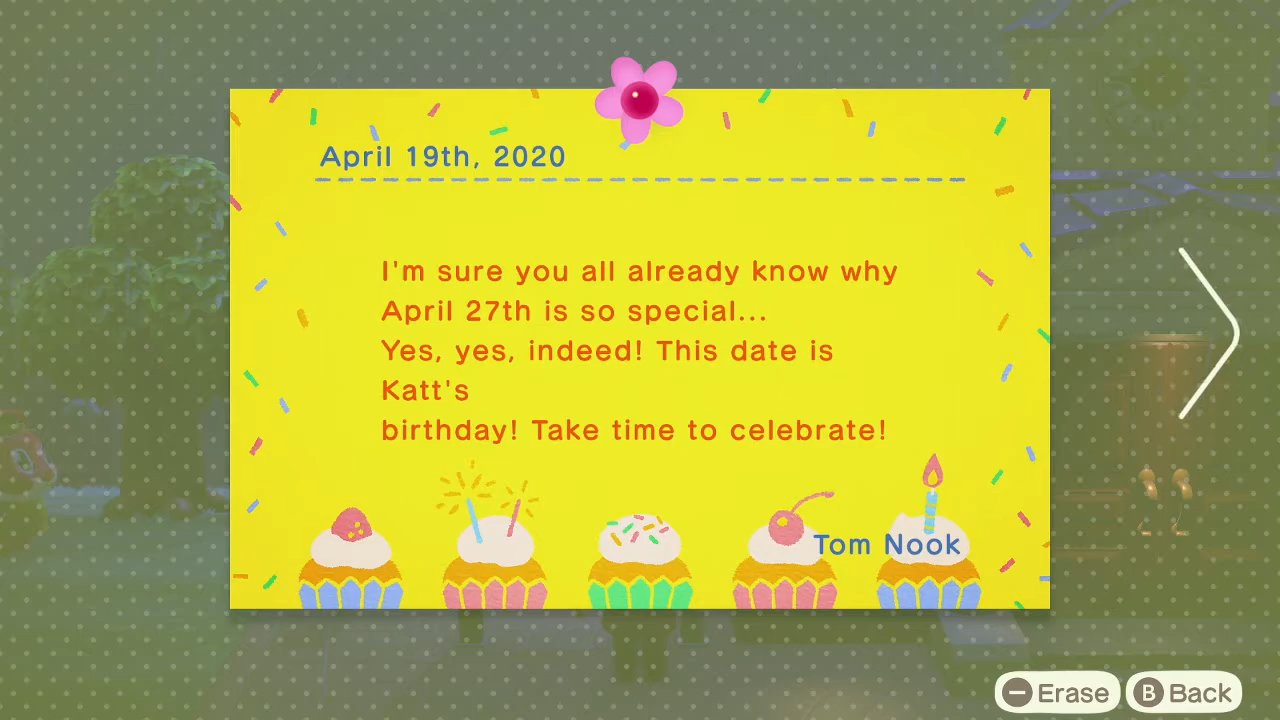 April 19th, 2020
I'm sure you all already know why
April 27th is so special...
Yes, yes, indeed! This date is
Katt's
birthday! Take time to celebrate!
Tom Nook
Erase
B Back